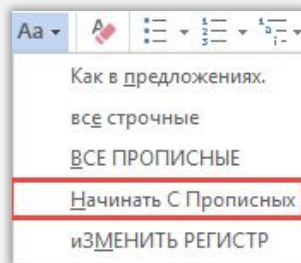 Aa
Как в предложениях.
все строчные
ВСЕ ПРОПИСНЫЕ
Начинать С Прописных
иЗМЕНИТЬ РЕГИСТР